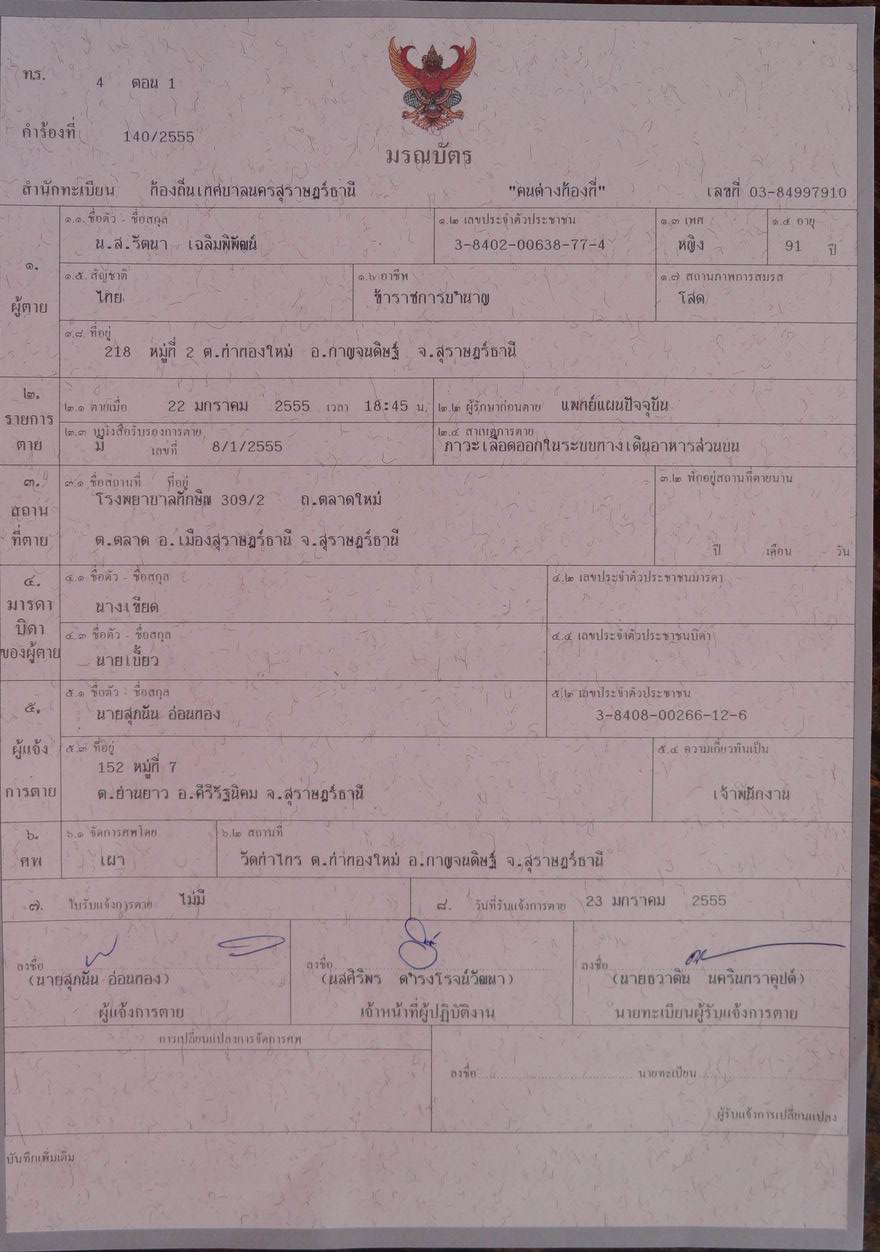 ท.ร. 4 ตอน 1
คำร้องที่ 140/2555
มรณบัตร
สำนักทะเบียน ท้องถิ่นเทศบาลนครสุราษฎร์ธานี "คนต่างท้องที่" เลขที่ 03-84997910
๑. ผู้ตาย
๑.๑. ชื่อตัว - ชื่อสกุล ๑.๒ เลขประจำตัวประชาชน ๑.๓ เพศ ๑.๔ อายุ
น.ส.รัตนา เฉลิมพิพัฒน์ 3-8402-00638-77-4 หญิง 91 ปี
๑.๕. สัญชาติ ๑.๖ อาชีพ ๑.๗ สถานภาพการสมรส
ไทย ข้าราชการบำนาญ โสด
๑.๘. ที่อยู่
218 หมู่ที่ 2 ต.ท่าทองใหม่ อ.กาญจนดิษฐ์ จ.สุราษฎร์ธานี
๒. รายการตาย
๒.๑ ตายเมื่อ 22 มกราคม 2555 เวลา 18:45 น. ๒.๒ ผู้รักษาก่อนตาย แพทย์แผนปัจจุบัน
๒.๓ หนังสือรับรองการตาย ๒.๔ สาเหตุการตาย
มี เลขที่ 8/1/2555 ภาวะเลือดออกในระบบทางเดินอาหารส่วนบน
๓. สถานที่ตาย
๓.๑ ชื่อสถานที่ ที่อยู่ ๓.๒ พักอยู่สถานที่ตายนาน
โรงพยาบาลทักษิณ 309/2 ถ.ตลาดใหม่
ต.ตลาด อ.เมืองสุราษฎร์ธานี จ.สุราษฎร์ธานี
ปี เดือน วัน
๔. มารดา บิดา ของผู้ตาย
๔.๑ ชื่อตัว - ชื่อสกุล ๔.๒ เลขประจำตัวประชาชนมารดา
นางเขียด
๔.๓ ชื่อตัว - ชื่อสกุล ๔.๔ เลขประจำตัวประชาชนบิดา
๕. ผู้แจ้งการตาย
๕.๑ ชื่อตัว - ชื่อสกุล ๕.๒ เลขประจำตัวประชาชน
นายสุภนัน อ่อนทอง 3-8408-00266-12-6
๕.๓ ที่อยู่ ๕.๔ ความเกี่ยวพันเป็น
152 หมู่ที่ 7
ต.ย่านยาว อ.คีรีรัฐนิคม จ.สุราษฎร์ธานี เจ้าพนักงาน
๖. ศพ
๖.๑ จัดการศพโดย ๖.๒ สถานที่
เผา วัดท่าไทร ต.ท่าทองใหม่ อ.กาญจนดิษฐ์ จ.สุราษฎร์ธานี
๗. ใบรับแจ้งการตาย ไม่มี ๘. วันที่รับแจ้งการตาย 23 มกราคม 2555
ลงชื่อ ลงชื่อ ลงชื่อ
(นายสุภนัน อ่อนทอง) (นสศิริพร ดำรงโรจน์วัฒนา) (นายธวาติน นครินทราคุปต์)
ผู้แจ้งการตาย เจ้าหน้าที่ผู้ปฏิบัติงาน นายทะเบียนผู้รับแจ้งการตาย
การเปลี่ยนแปลงการจัดการศพ
ลงชื่อ นายทะเบียน
ผู้รับแจ้งการเปลี่ยนแปลง
บันทึกเพิ่มเติม